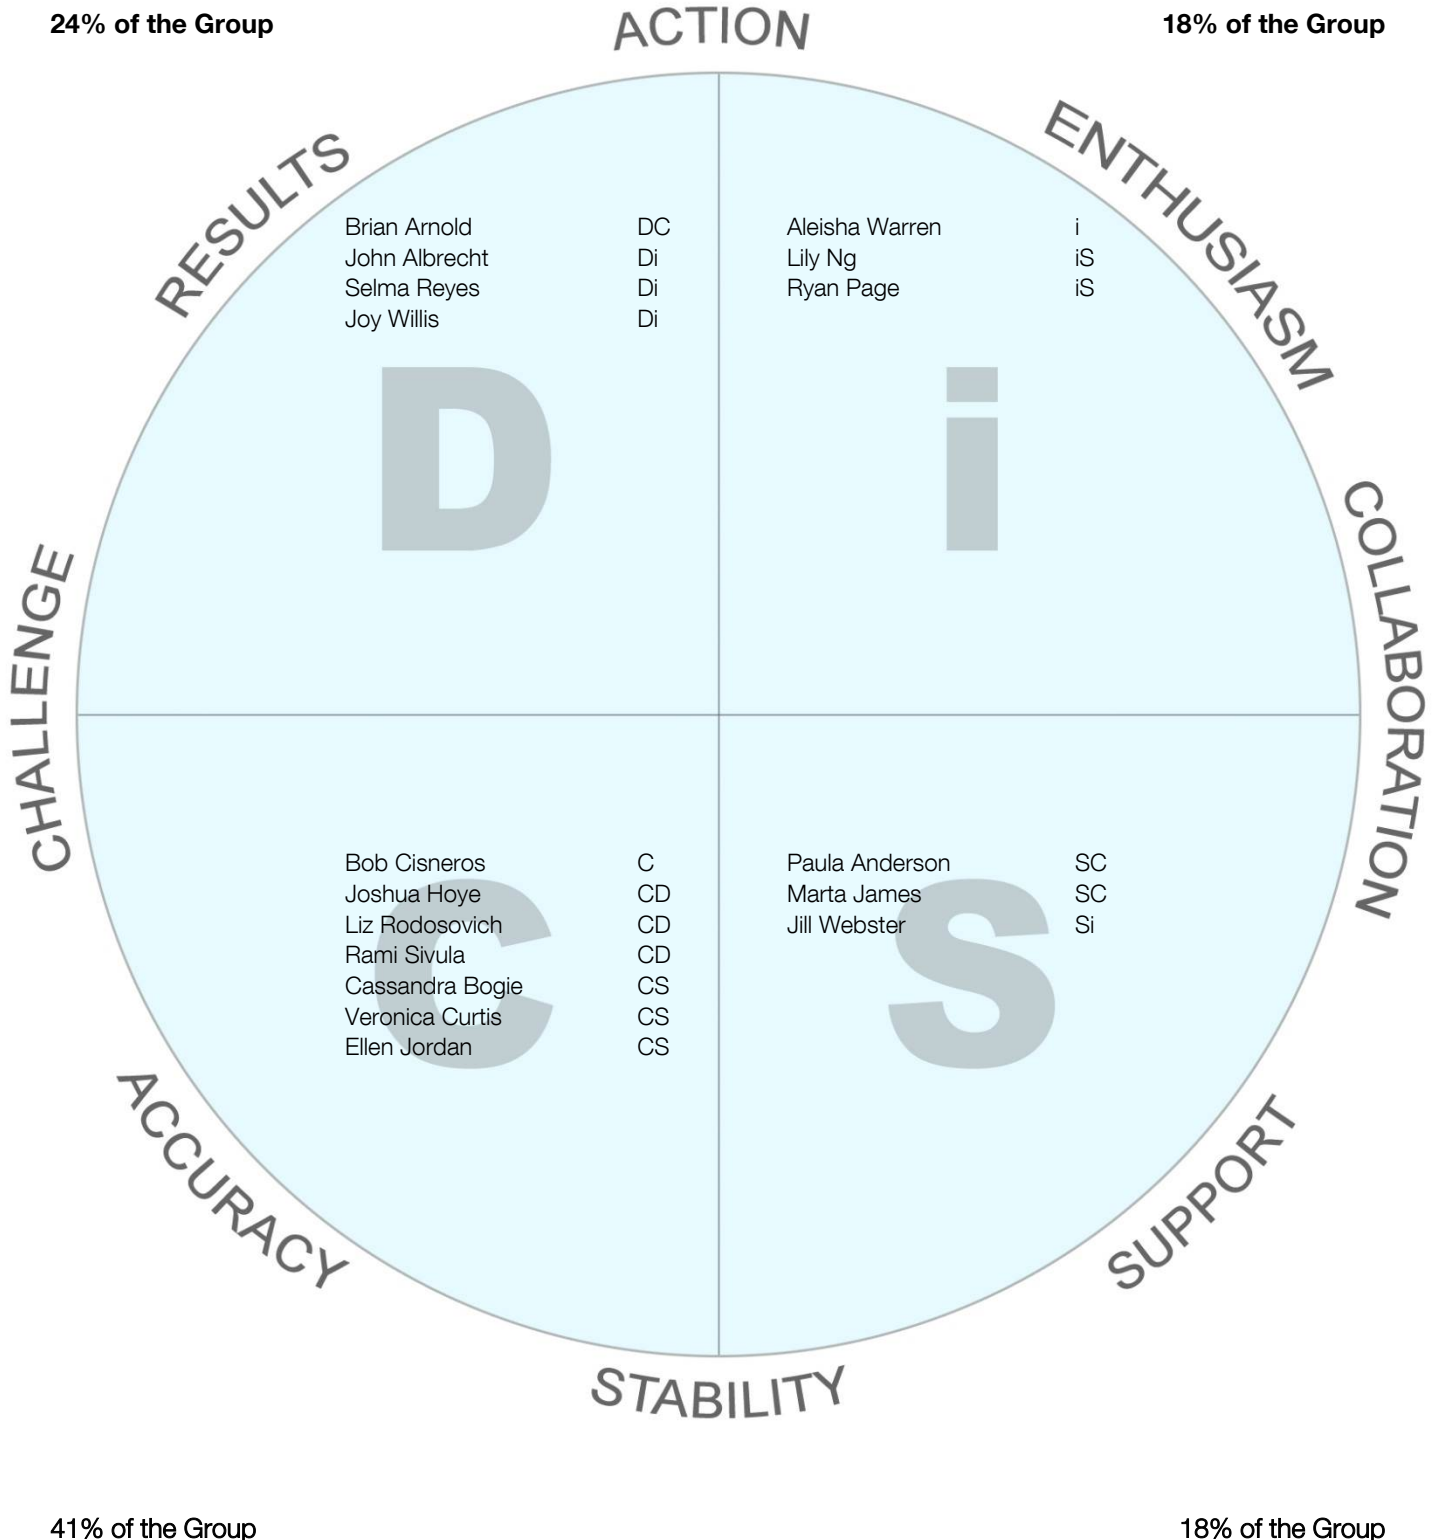 24% of the Group
18% of the Group
ACTION
RESULTS
ENTHUSIASM
Brian Arnold DC
John Albrecht Di
Selma Reyes Di
Joy Willis Di
Aleisha Warren i
Lily Ng iS
Ryan Page iS
D
i
CHALLENGE
COLLABORATION
Bob Cisneros C
Joshua Hoye CD
Liz Rodosovich CD
Rami Sivula CD
Cassandra Bogie CS
Veronica Curtis CS
Ellen Jordan CS
Paula Anderson SC
Marta James SC
Jill Webster Si
C
S
ACCURACY
SUPPORT
STABILITY
41% of the Group
18% of the Group